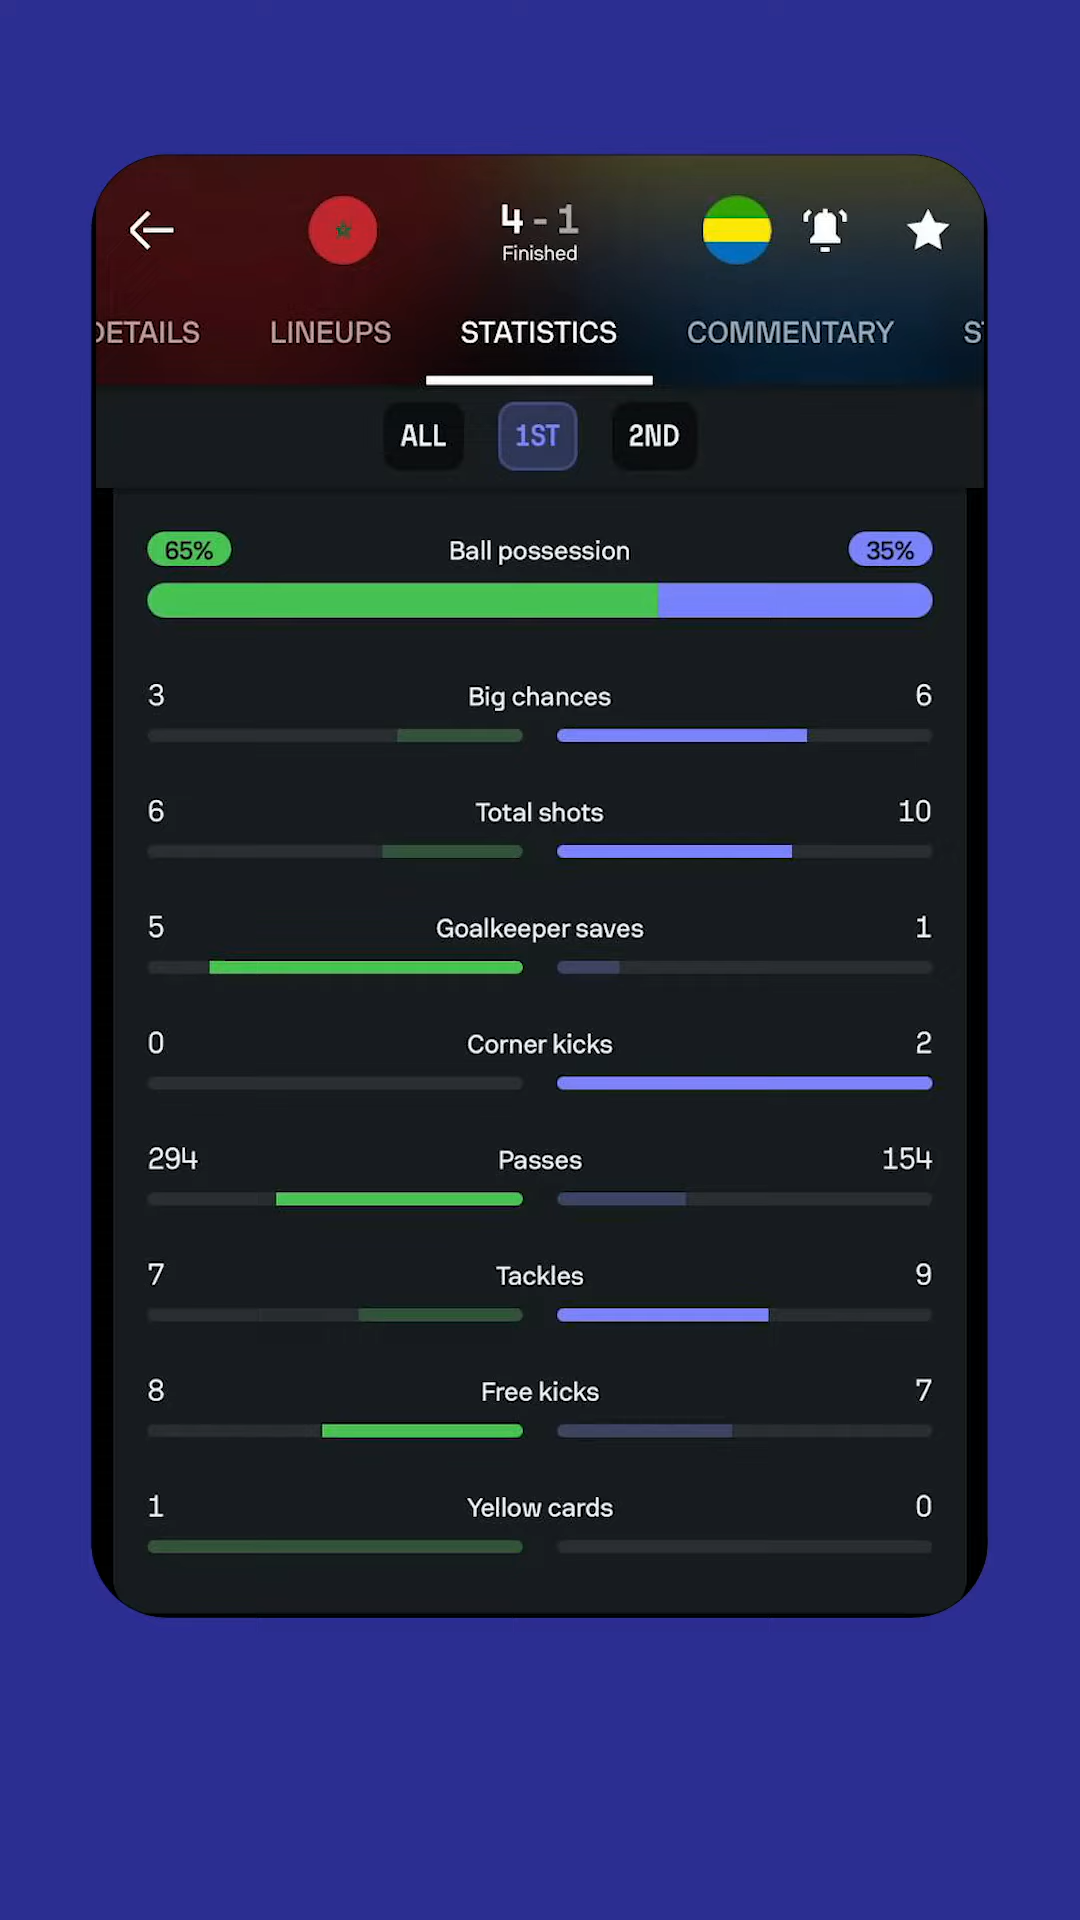 4 - 1
Finished
DETAILS LINEUPS STATISTICS COMMENTARY S
ALL 1ST 2ND
65% Ball possession 35%
3 Big chances 6
6 Total shots 10
5 Goalkeeper saves 1
0 Corner kicks 2
294 Passes 154
7 Tackles 9
8 Free kicks 7
1 Yellow cards 0